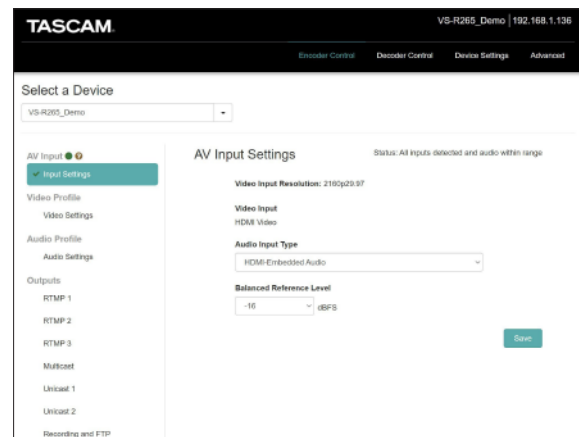 TASCAM
VS-R265_Demo | 192.168.1.136
Encoder Control Decoder Control Device Settings Advanced
Select a Device
VS-R265_Demo
AV Input
Input Settings
Video Profile
Video Settings
Audio Profile
Audio Settings
Outputs
RTMP 1
RTMP 2
RTMP 3
Multicast
Unicast 1
Unicast 2
Recording and FTP
AV Input Settings
Status: All inputs detected and audio within range
Video Input Resolution: 2160p29.97
Video Input
HDMI Video
Audio Input Type
HDMI-Embedded Audio
Balanced Reference Level
-16 dBFS
Save